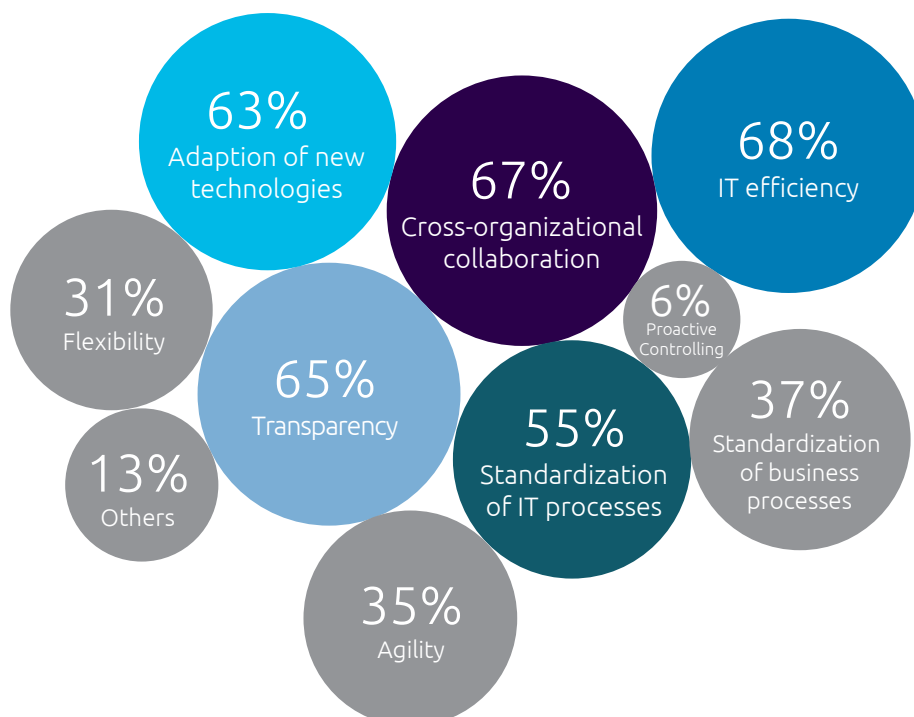 63%
Adaption of new
technologies
67%
Cross-organizational
collaboration
68%
IT efficiency
31%
Flexibility
65%
Transparency
6%
Proactive
Controlling
13%
Others
55%
Standardization
of IT processes
37%
Standardization
of business
processes
35%
Agility